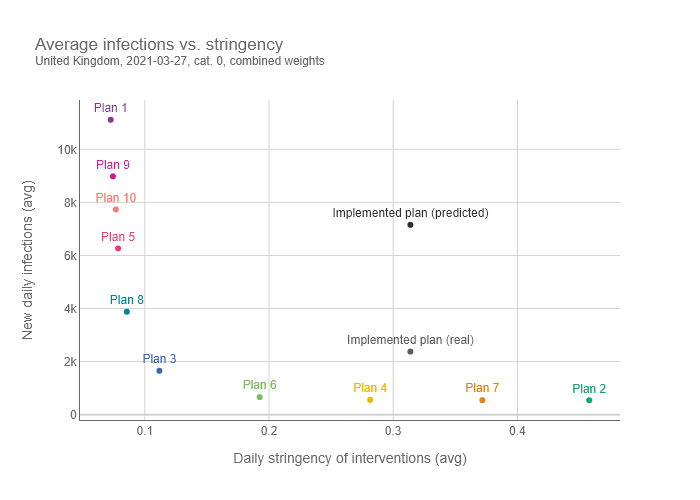 Average infections vs. stringency
United Kingdom, 2021-03-27, cat. 0, combined weights
New daily infections (avg)
10k
8k
6k
4k
2k
0
Plan 1
Plan 9
Plan 10
Plan 5
Plan 8
Plan 3
Plan 6
Plan 4
Plan 7
Plan 2
Implemented plan (predicted)
Implemented plan (real)
0.1
0.2
0.3
0.4
Daily stringency of interventions (avg)